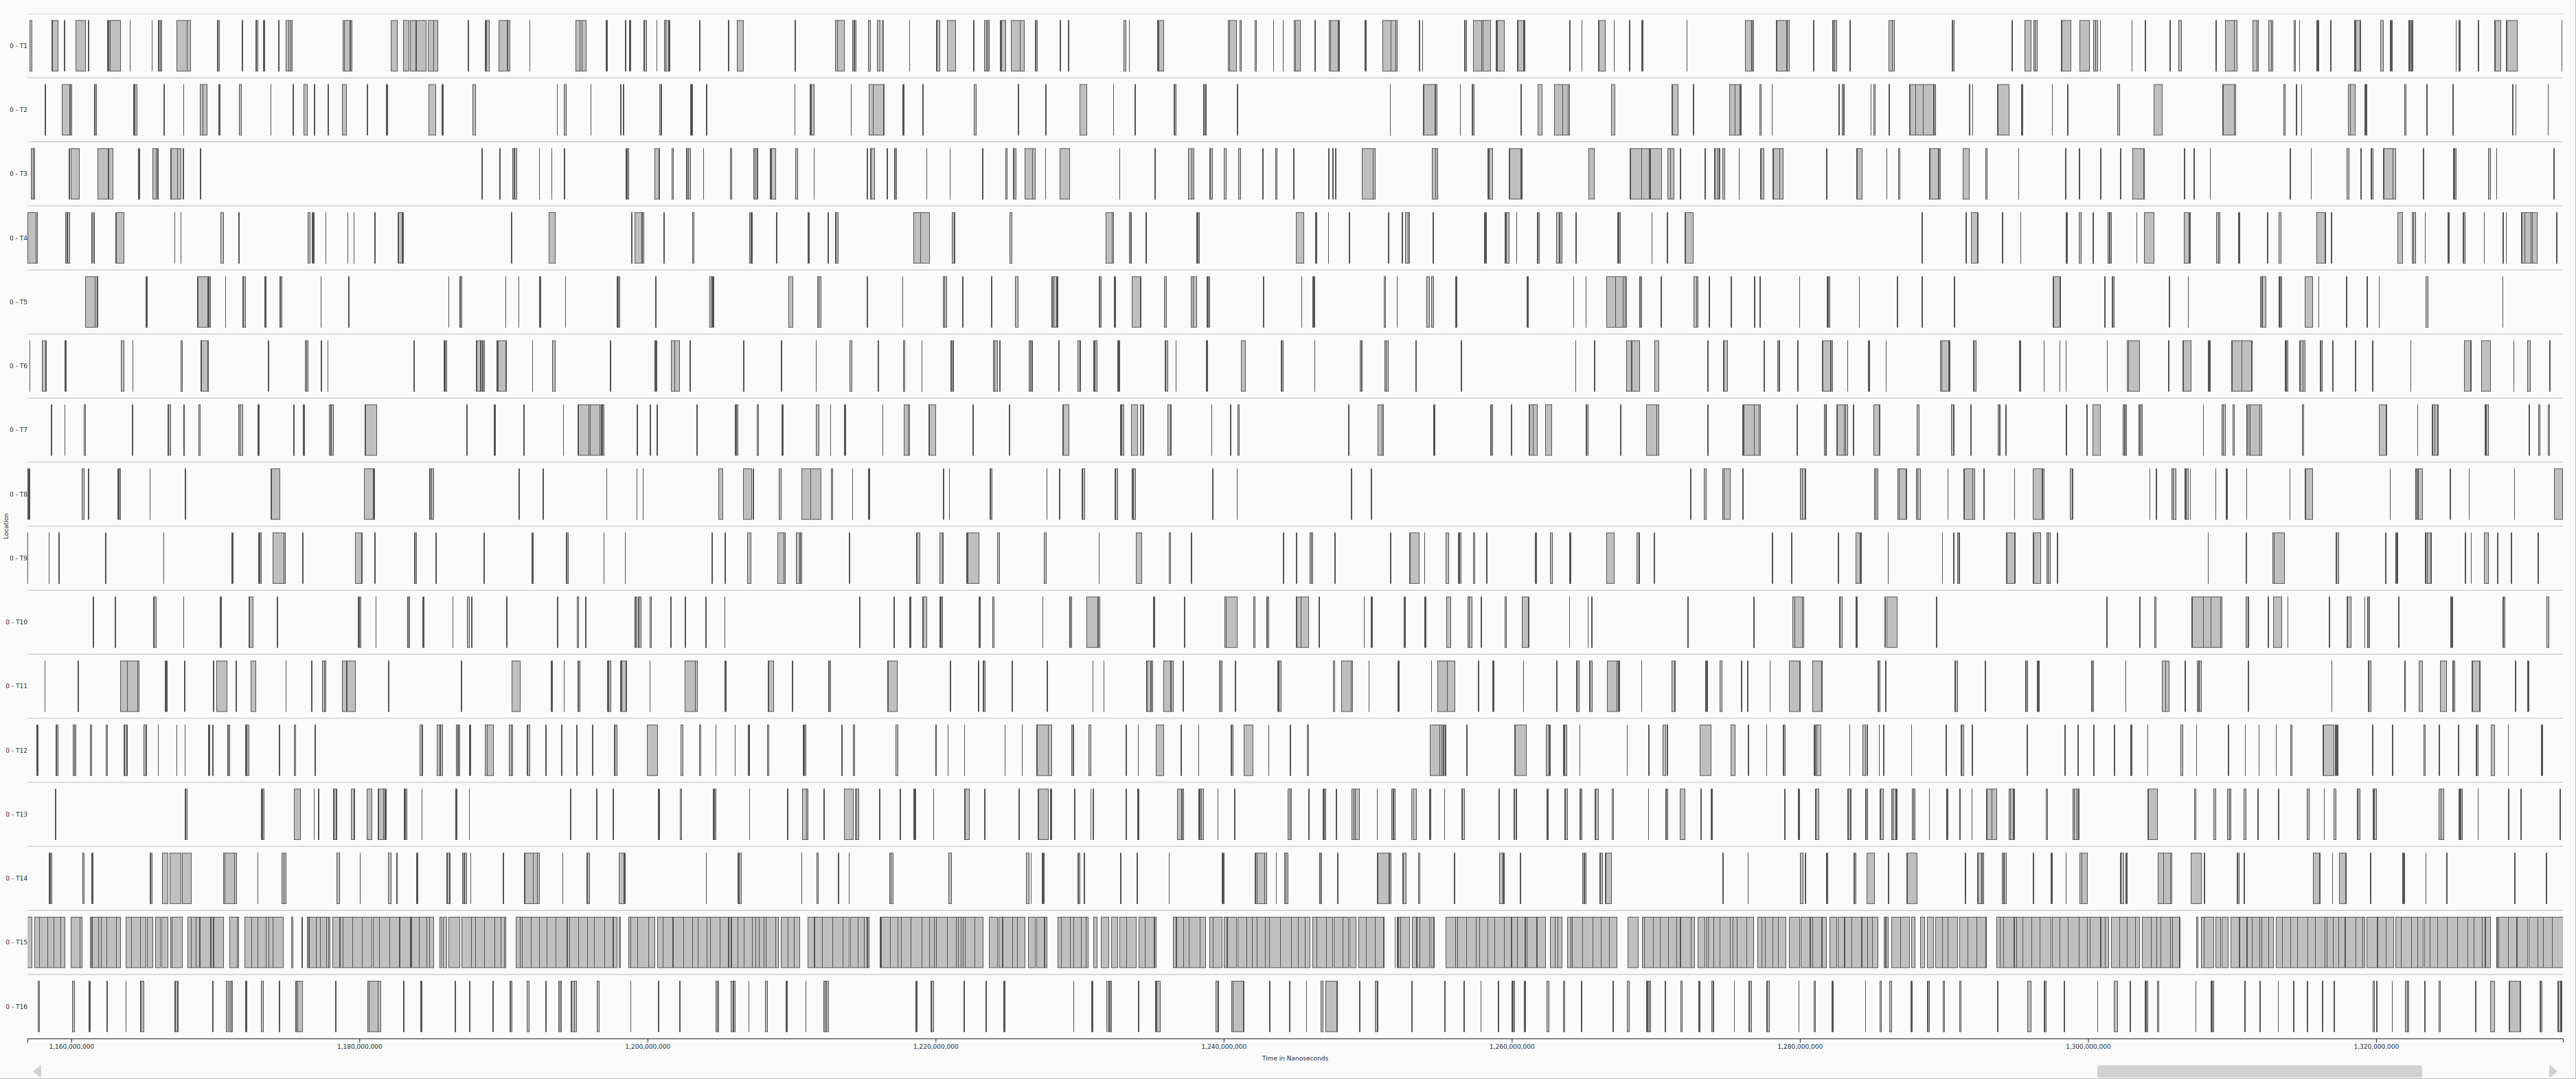 0 - T1
0 - T2
0 - T3
0 - T4
0 - T5
0 - T6
0 - T7
0 - T8
Location
0 - T9
0 - T10
0 - T11
0 - T12
0 - T13
0 - T14
0 - T15
0 - T16
1,160,000,000 1,180,000,000 1,200,000,000 1,220,000,000 1,240,000,000 1,260,000,000 1,280,000,000 1,300,000,000 1,320,000,000
Time in Nanoseconds